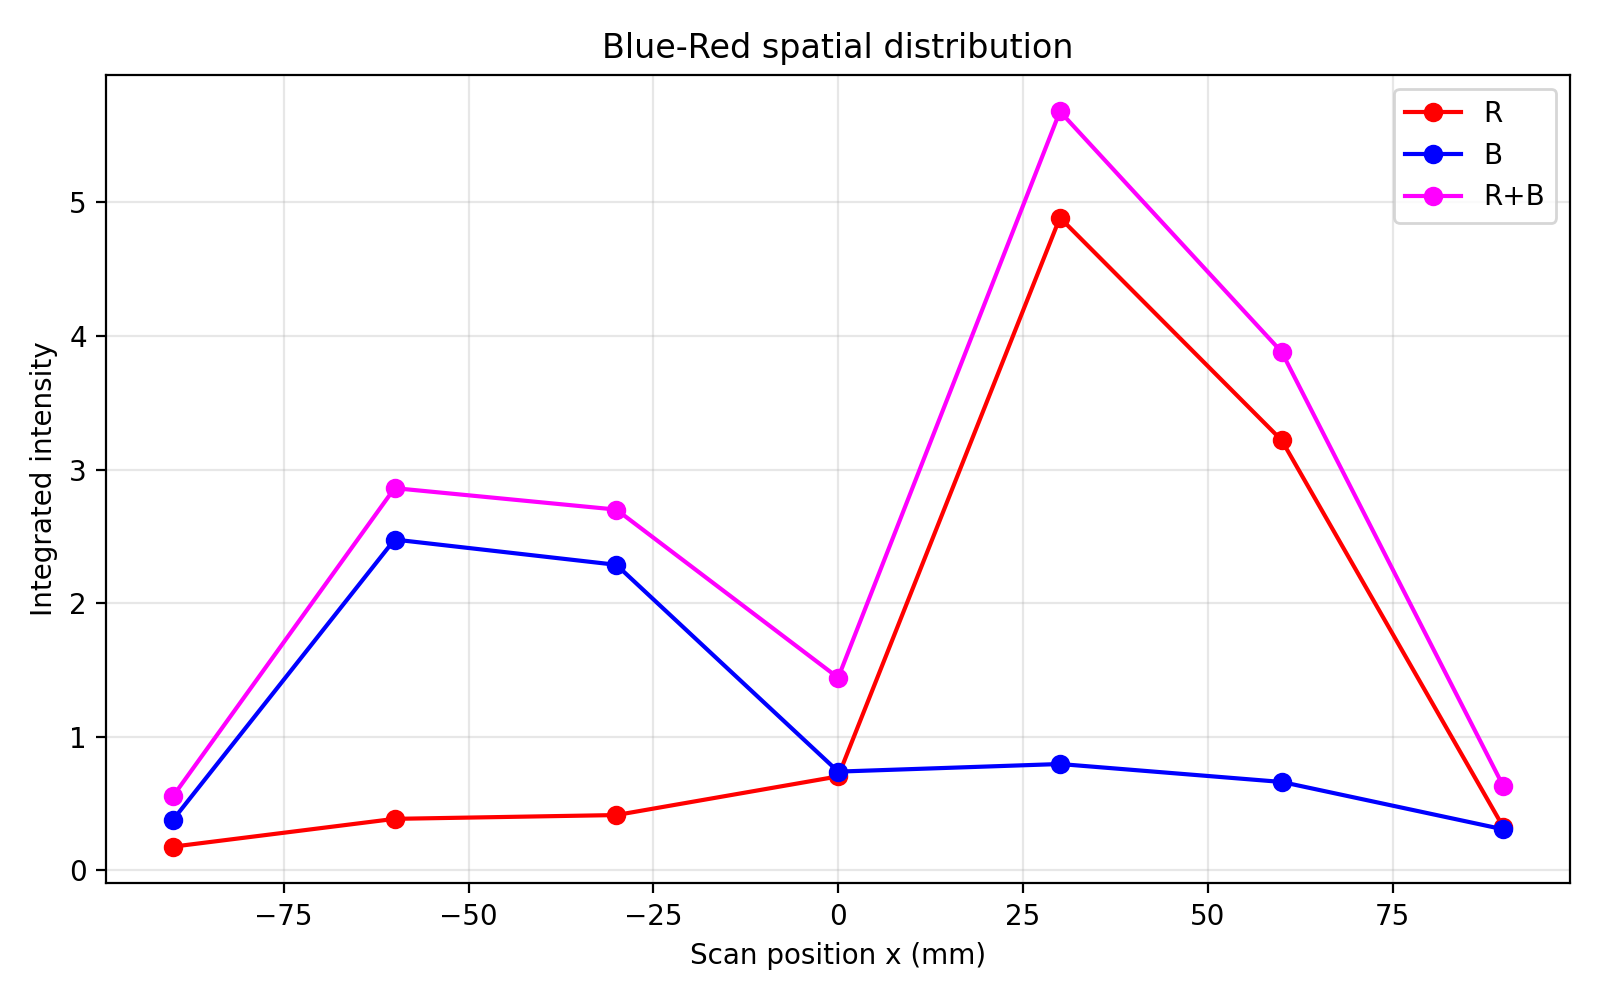 Blue-Red spatial distribution
R
B
R+B
Integrated intensity
5
4
3
2
1
0
−75 −50 −25 0 25 50 75
Scan position x (mm)